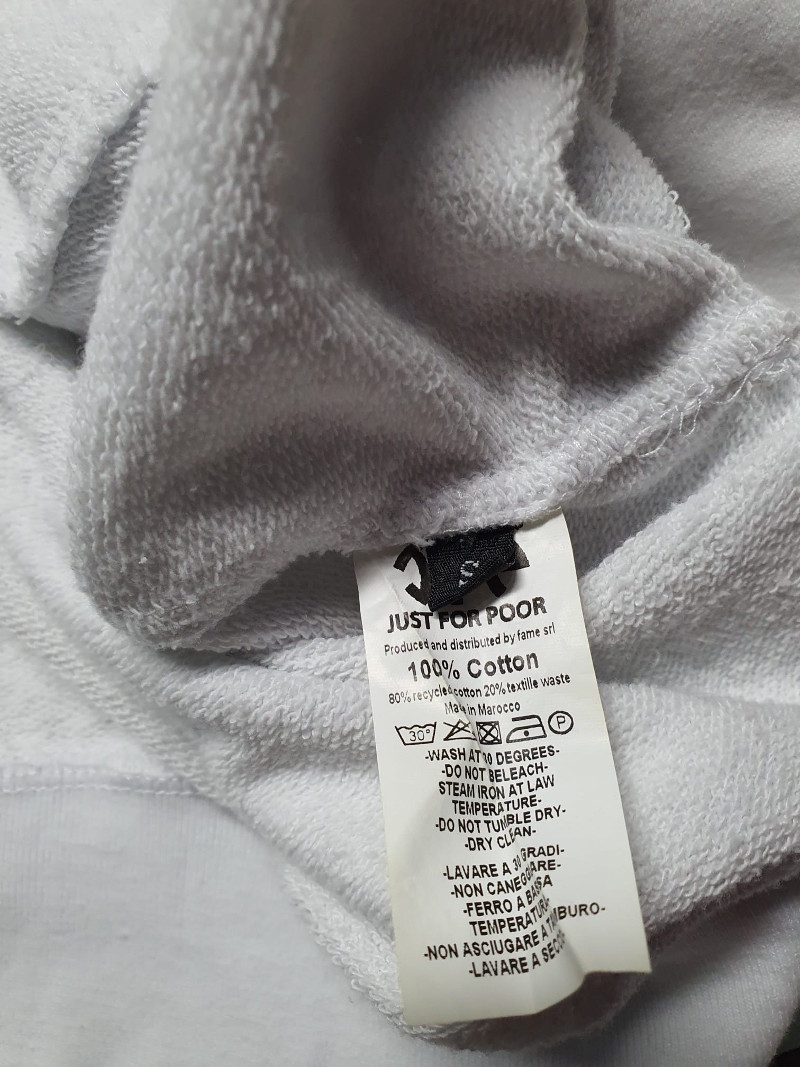 S
JUST FOR POOR
Produced and distributed by fame srl
100% Cotton
80% recycled cotton 20% textille waste
Made in Marocco
30° P
-WASH AT 30 DEGREES-
-DO NOT BELEACH-
STEAM IRON AT LAW
TEMPERATURE-
-DO NOT TUMBLE DRY-
-DRY CLEAN-
-LAVARE A 30 GRADI-
-NON CANEGGIARE-
-FERRO A BASSA
TEMPERATURA-
-NON ASCIUGARE A TAMBURO-
-LAVARE A SECCO-